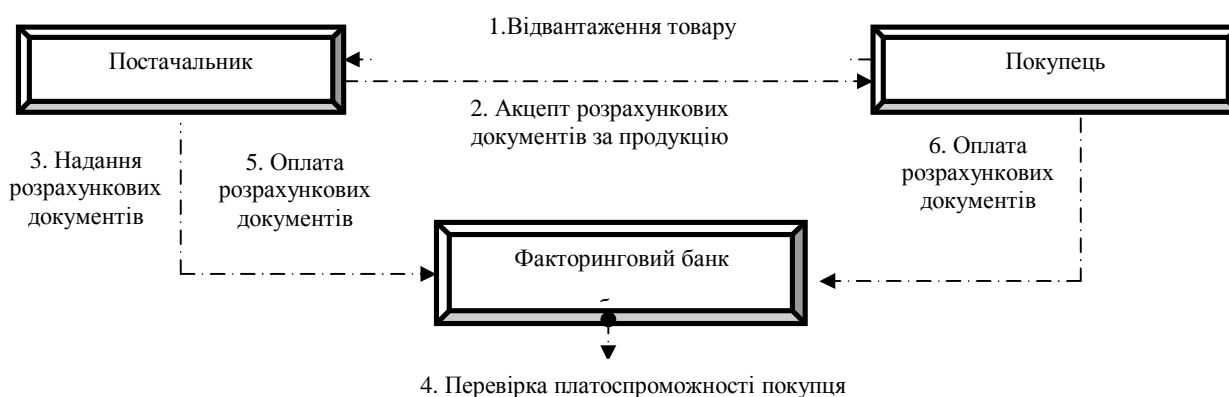 1.Відвантаження товару
Постачальник
Покупець
2. Акцепт розрахункових
документів за продукцію
3. Надання
розрахункових
документів
5. Оплата
розрахункових
документів
6. Оплата
розрахункових
документів
Факторинговий банк
4. Перевірка платоспроможності покупця